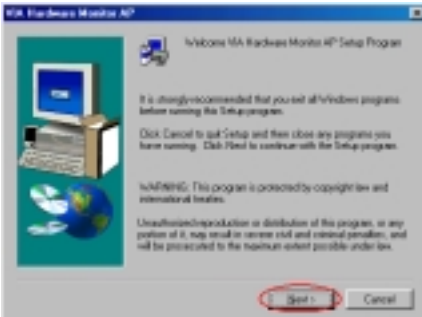 VIA Hardware Monitor AP
Welcome VIA Hardware Monitor AP Setup Program
It is strongly recommended that you exit all Windows programs
before running this Setup program.
Click Cancel to quit Setup and then close any programs you
have running. Click Next to continue with the Setup program.
WARNING: This program is protected by copyright law and
international treaties.
Unauthorized reproduction or distribution of this program, or any
portion of it, may result in severe civil and criminal penalties, and
will be prosecuted to the maximum extent possible under law.
Next >
Cancel